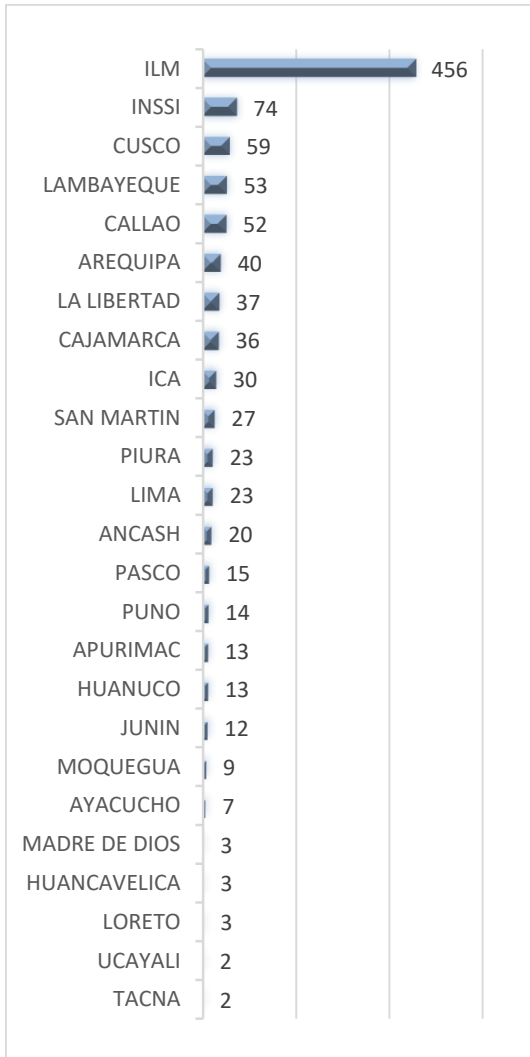 ILM 456
INSSI 74
CUSCO 59
LAMBAYEQUE 53
CALLAO 52
AREQUIPA 40
LA LIBERTAD 37
CAJAMARCA 36
ICA 30
SAN MARTIN 27
PIURA 23
LIMA 23
ANCASH 20
PASCO 15
PUNO 14
APURIMAC 13
HUANUCO 13
JUNIN 12
MOQUEGUA 9
AYACUCHO 7
MADRE DE DIOS 3
HUANCAVELICA 3
LORETO 3
UCAYALI 2
TACNA 2